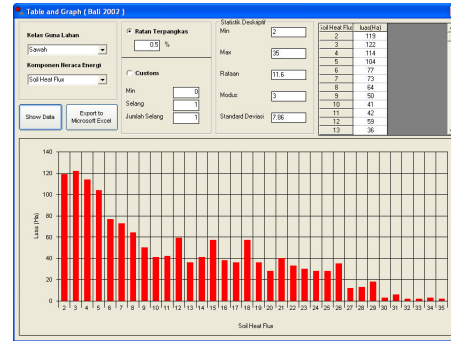 Table and Graph ( Bali 2007 )
Kelas Guna Lahan
Sawah
Komponen Neraca Energi
Soil Heat Flux
Show Data
Export to
Microsoft Excel
Rataan Terpangkas
0.5 %
Custom
Min 0
Selang 1
Jumlah Selang 1
Statistik Deskriptif
Min 2
Max 35
Rataan 11.6
Modus 3
Standard Deviasi 7.86
Soil Heat Flux luas(Ha)
2 119
3 122
4 114
5 104
6 77
7 73
8 64
9 50
10 41
11 42
12 59
13 36
140
120
100
80
60
40
20
0
Luas (Ha)
2 3 4 5 6 7 8 9 10 11 12 13 14 15 16 17 18 19 20 21 22 23 24 25 26 27 28 29 30 31 32 33 34 35
Soil Heat Flux